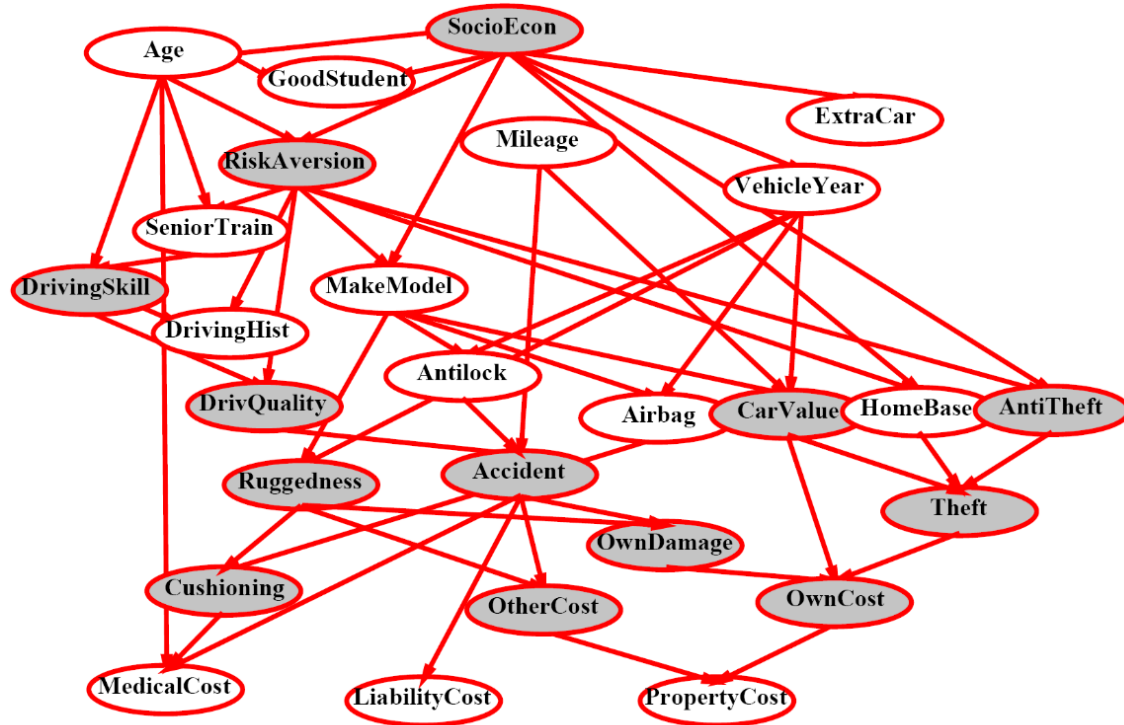 SocioEcon
Age
GoodStudent
ExtraCar
Mileage
RiskAversion
VehicleYear
SeniorTrain
DrivingSkill
MakeModel
DrivingHist
Antilock
DrivQuality
Airbag
CarValue
HomeBase
AntiTheft
Accident
Ruggedness
Theft
OwnDamage
Cushioning
OtherCost
OwnCost
MedicalCost
LiabilityCost
PropertyCost